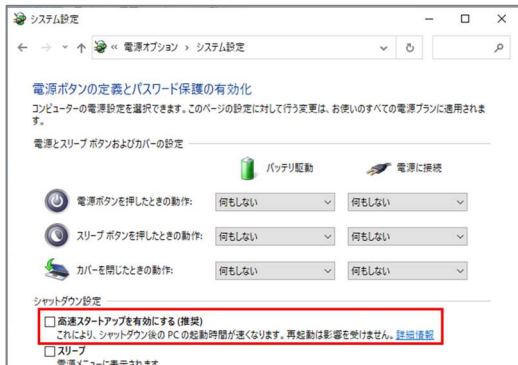 システム設定
« 電源オプション › システム設定
電源ボタンの定義とパスワード保護の有効化
コンピューターの電源設定を選択できます。このページの設定に対して行う変更は、お使いのすべての電源プランに適用されま
す。
電源とスリープ ボタンおよびカバーの設定
バッテリ駆動 電源に接続
電源ボタンを押したときの動作: 何もしない 何もしない
スリープ ボタンを押したときの動作: 何もしない 何もしない
カバーを閉じたときの動作: 何もしない 何もしない
シャットダウン設定
高速スタートアップを有効にする (推奨)
これにより、シャットダウン後の PC の起動時間が速くなります。再起動は影響を受けません。詳細情報
スリープ
電源メニューに表示されます。